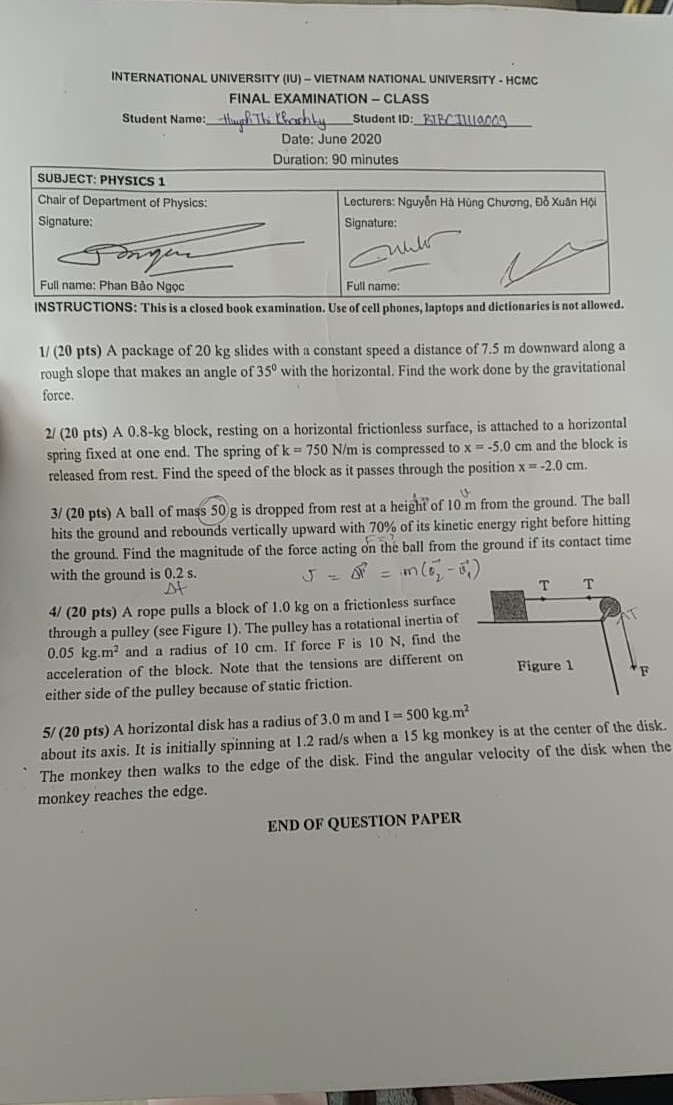 INTERNATIONAL UNIVERSITY (IU) – VIETNAM NATIONAL UNIVERSITY - HCMC
FINAL EXAMINATION – CLASS
Student Name: Student ID:
Date: June 2020
Duration: 90 minutes
SUBJECT: PHYSICS 1
Chair of Department of Physics:
Signature:
Full name: Phan Bảo Ngọc
Lecturers: Nguyễn Hà Hùng Chương, Đỗ Xuân Hội
Signature:
Full name:
INSTRUCTIONS: This is a closed book examination. Use of cell phones, laptops and dictionaries is not allowed.
1/ (20 pts) A package of 20 kg slides with a constant speed a distance of 7.5 m downward along a
rough slope that makes an angle of 35⁰ with the horizontal. Find the work done by the gravitational
force.
2/ (20 pts) A 0.8-kg block, resting on a horizontal frictionless surface, is attached to a horizontal
spring fixed at one end. The spring of k = 750 N/m is compressed to x = -5.0 cm and the block is
released from rest. Find the speed of the block as it passes through the position x = -2.0 cm.
3/ (20 pts) A ball of mass 50 g is dropped from rest at a height of 10 m from the ground. The ball
hits the ground and rebounds vertically upward with 70% of its kinetic energy right before hitting
the ground. Find the magnitude of the force acting on the ball from the ground if its contact time
with the ground is 0.2 s.
Δt
J = Δp⃗ = m(v⃗₂ - v⃗₁)
4/ (20 pts) A rope pulls a block of 1.0 kg on a frictionless surface
through a pulley (see Figure 1). The pulley has a rotational inertia of
0.05 kg.m² and a radius of 10 cm. If force F is 10 N, find the
acceleration of the block. Note that the tensions are different on
either side of the pulley because of static friction.
T T
T
F
Figure 1
5/ (20 pts) A horizontal disk has a radius of 3.0 m and I = 500 kg.m²
about its axis. It is initially spinning at 1.2 rad/s when a 15 kg monkey is at the center of the disk.
The monkey then walks to the edge of the disk. Find the angular velocity of the disk when the
monkey reaches the edge.
END OF QUESTION PAPER